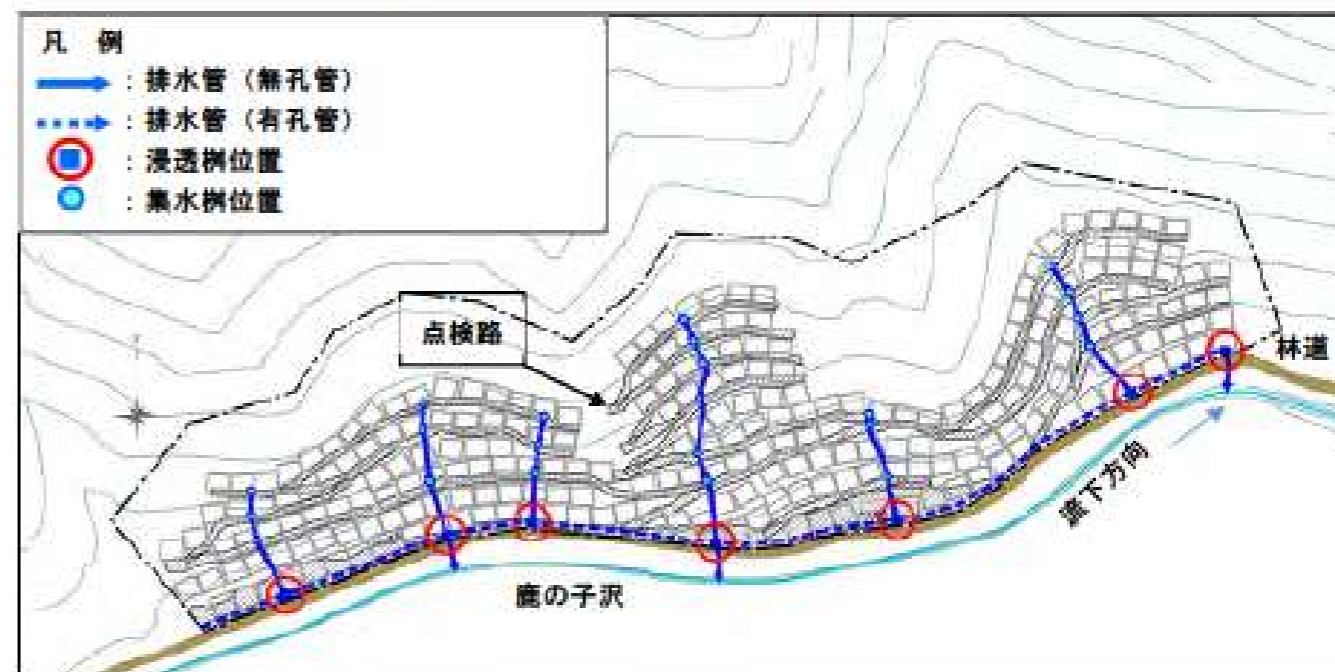 凡 例
：排水管（無孔管）
：排水管（有孔管）
：浸透桝位置
：集水桝位置
点検路
林道
流下方向
鹿の子沢